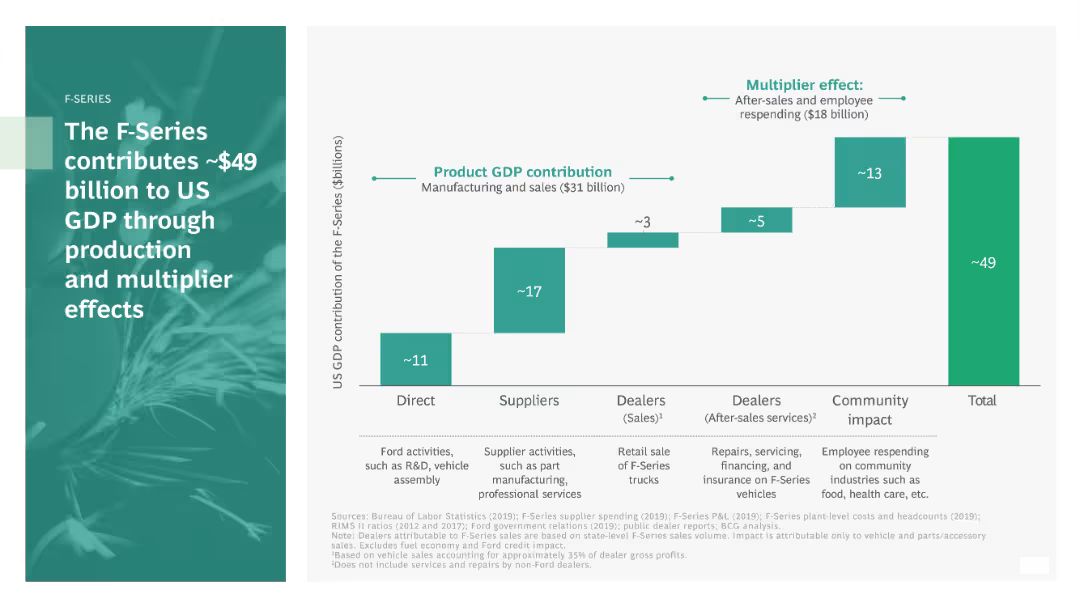 F-SERIES
The F-Series
contributes ~$49
billion to US
GDP through
production
and multiplier
effects
Multiplier effect:
After-sales and employee
respending ($18 billion)
Product GDP contribution
Manufacturing and sales ($31 billion)
US GDP contribution of the F-Series ($billions)
~11
~17
~3
~5
~13
~49
Direct
Suppliers
Dealers
(Sales)¹
Dealers
(After-sales services)²
Community
impact
Total
Ford activities,
such as R&D, vehicle
assembly
Supplier activities,
such as part
manufacturing,
professional services
Retail sale
of F-Series
trucks
Repairs, servicing,
financing, and
insurance on F-Series
vehicles
Employee respending
on community
industries such as
food, health care, etc.
Sources: Bureau of Labor Statistics (2019); F-Series supplier spending (2019); F-Series P&L (2019); F-Series plant-level costs and headcounts (2019);
RIMS II ratios (2012 and 2017); Ford government relations (2019); public dealer reports; BCG analysis.
Note: Dealers attributable to F-Series sales are based on state-level F-Series sales volume. Impact is attributable only to vehicle and parts/accessory
sales. Excludes fuel economy and Ford credit impact.
¹Based on vehicle sales accounting for approximately 35% of dealer gross profits.
²Does not include services and repairs by non-Ford dealers.